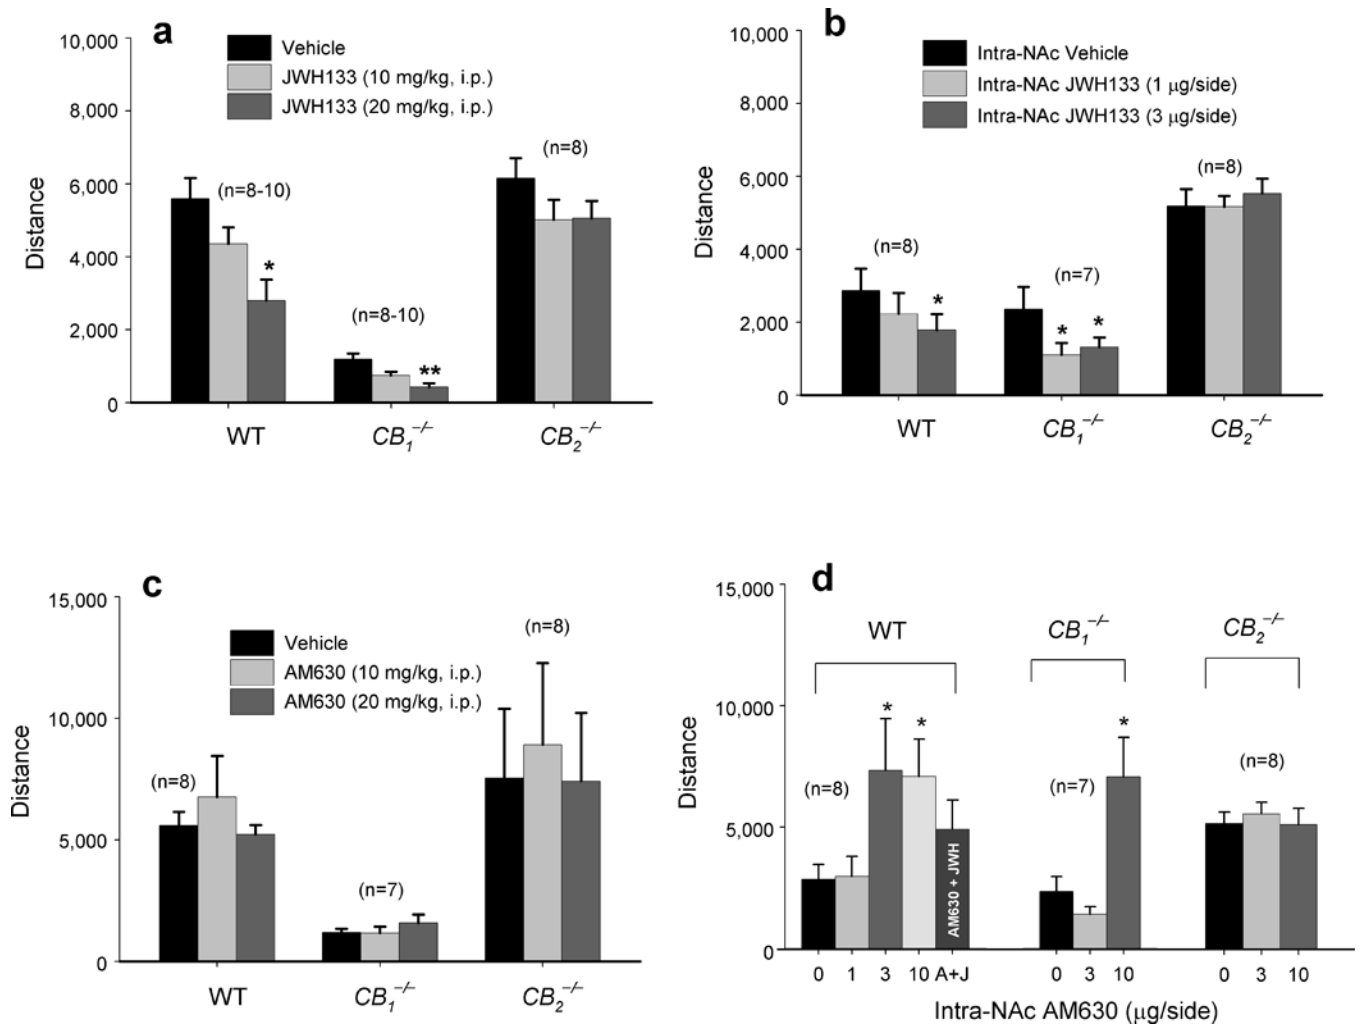 a
Vehicle
JWH133 (10 mg/kg, i.p.)
JWH133 (20 mg/kg, i.p.)
10,000
8,000
6,000
4,000
2,000
0
Distance
(n=8-10)
*
(n=8-10)
**
(n=8)
WT
CB₁⁻/⁻
CB₂⁻/⁻
b
Intra-NAc Vehicle
Intra-NAc JWH133 (1 μg/side)
Intra-NAc JWH133 (3 μg/side)
10,000
8,000
6,000
4,000
2,000
0
Distance
(n=8)
*
(n=7)
*
*
(n=8)
WT
CB₁⁻/⁻
CB₂⁻/⁻
c
Vehicle
AM630 (10 mg/kg, i.p.)
AM630 (20 mg/kg, i.p.)
15,000
10,000
5,000
0
Distance
(n=8)
(n=7)
(n=8)
WT
CB₁⁻/⁻
CB₂⁻/⁻
d
15,000
10,000
5,000
0
Distance
WT
CB₁⁻/⁻
CB₂⁻/⁻
(n=8)
*
*
(n=7)
*
(n=8)
AM630 + JWH
0 1 3 10 A+J
0 3 10
0 3 10
Intra-NAc AM630 (μg/side)